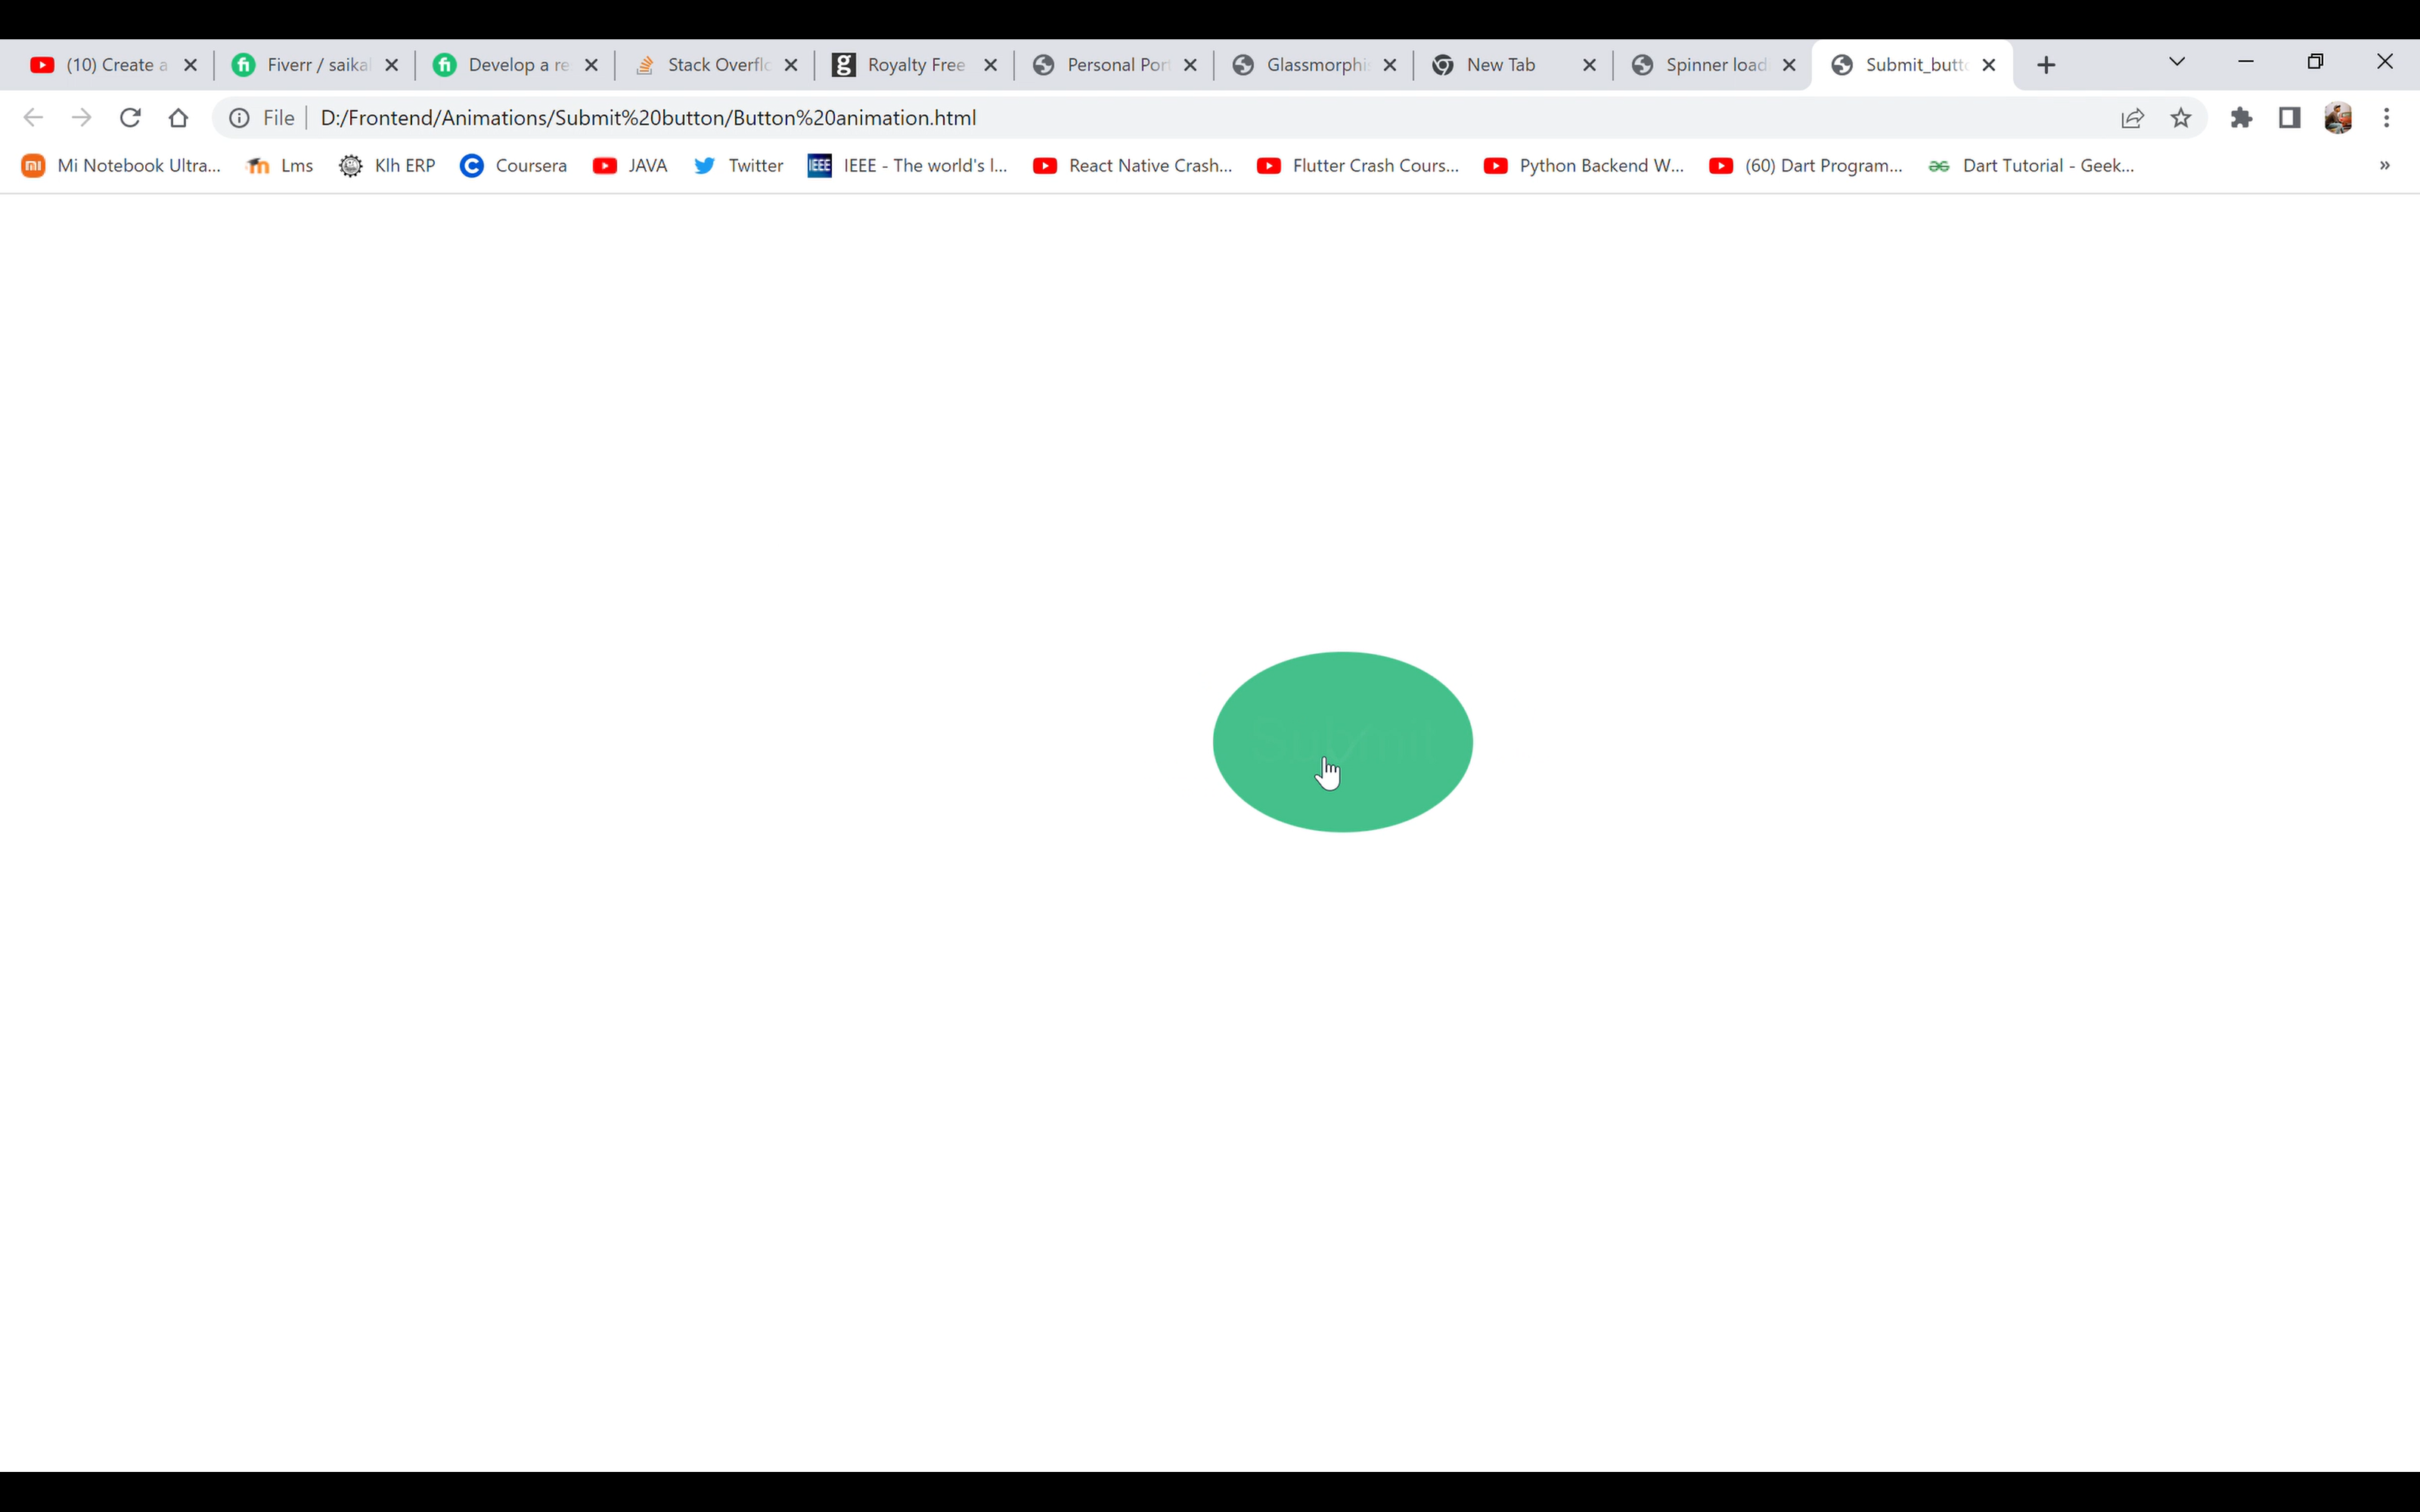 (10) Create a Fiverr / saikal Develop a re Stack Overflo Royalty Free Personal Port Glassmorphis New Tab Spinner load Submit_butto
File D:/Frontend/Animations/Submit%20button/Button%20animation.html
Mi Notebook Ultra... Lms Klh ERP Coursera JAVA Twitter IEEE IEEE - The world's l... React Native Crash... Flutter Crash Cours... Python Backend W... (60) Dart Program... Dart Tutorial - Geek... »
Submit